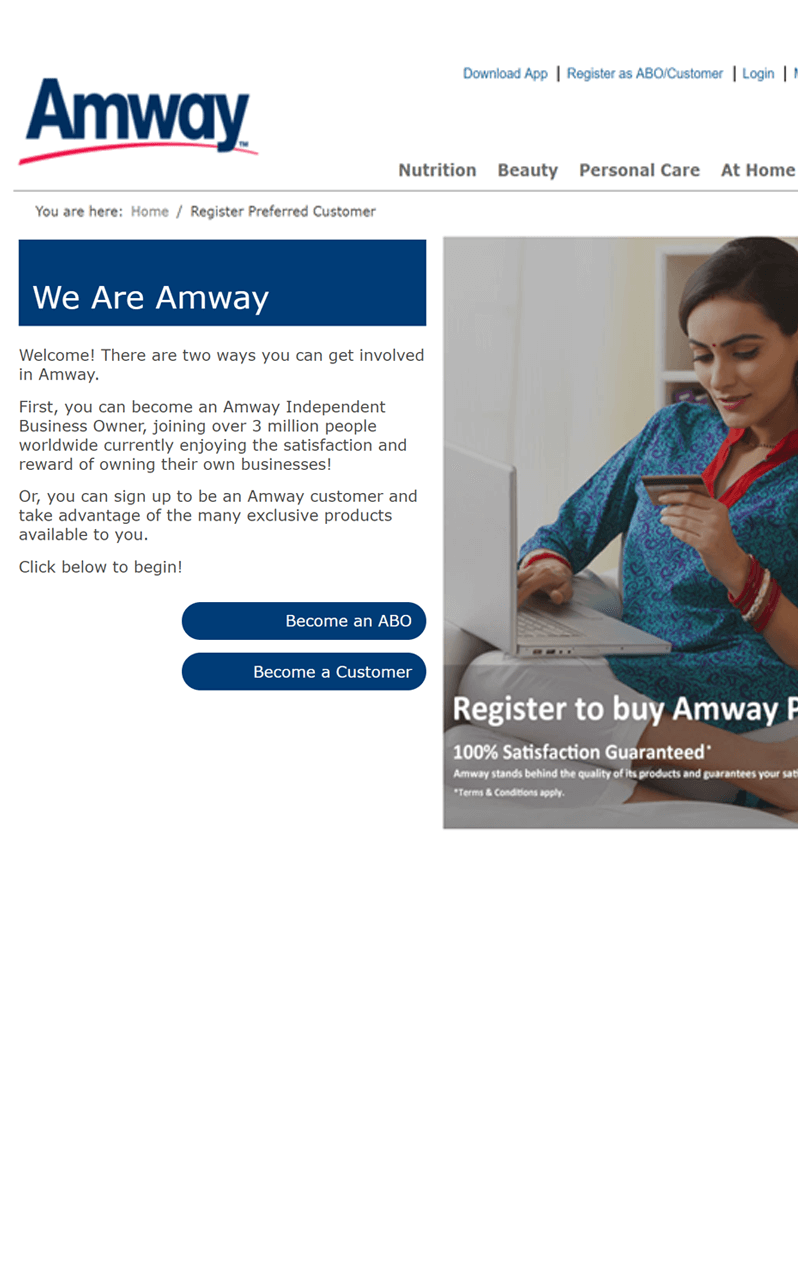 Download App | Register as ABO/Customer | Login |
Amway™
Nutrition Beauty Personal Care At Home
You are here: Home / Register Preferred Customer
We Are Amway
Welcome! There are two ways you can get involved
in Amway.
First, you can become an Amway Independent
Business Owner, joining over 3 million people
worldwide currently enjoying the satisfaction and
reward of owning their own businesses!
Or, you can sign up to be an Amway customer and
take advantage of the many exclusive products
available to you.
Click below to begin!
Become an ABO
Become a Customer
Register to buy Amway
100% Satisfaction Guaranteed*
Amway stands behind the quality of its products and guarantees your
*Terms & Conditions apply.